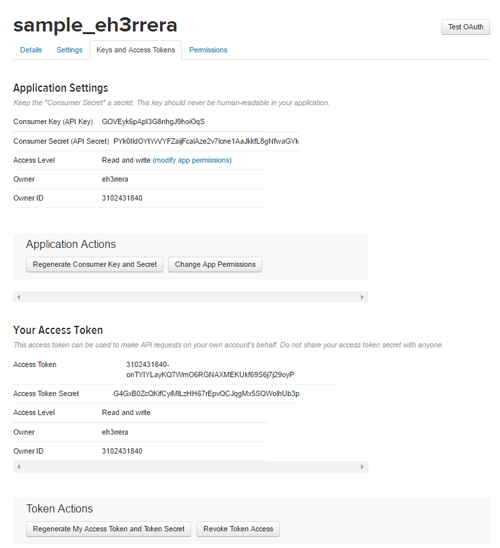 sample_eh3rrera
Test OAuth
Details Settings Keys and Access Tokens Permissions
Application Settings
Keep the "Consumer Secret" a secret. This key should never be human-readable in your application.
Consumer Key (API Key)
Consumer Secret (API Secret)
Access Level Read and write (modify app permissions)
Owner eh3rrera
Owner ID 3102431840
Application Actions
Regenerate Consumer Key and Secret Change App Permissions
Your Access Token
This access token can be used to make API requests on your own account's behalf. Do not share your access token secret with anyone.
Access Token 3102431840-
Access Token Secret
Access Level Read and write
Owner eh3rrera
Owner ID 3102431840
Token Actions
Regenerate My Access Token and Token Secret Revoke Token Access